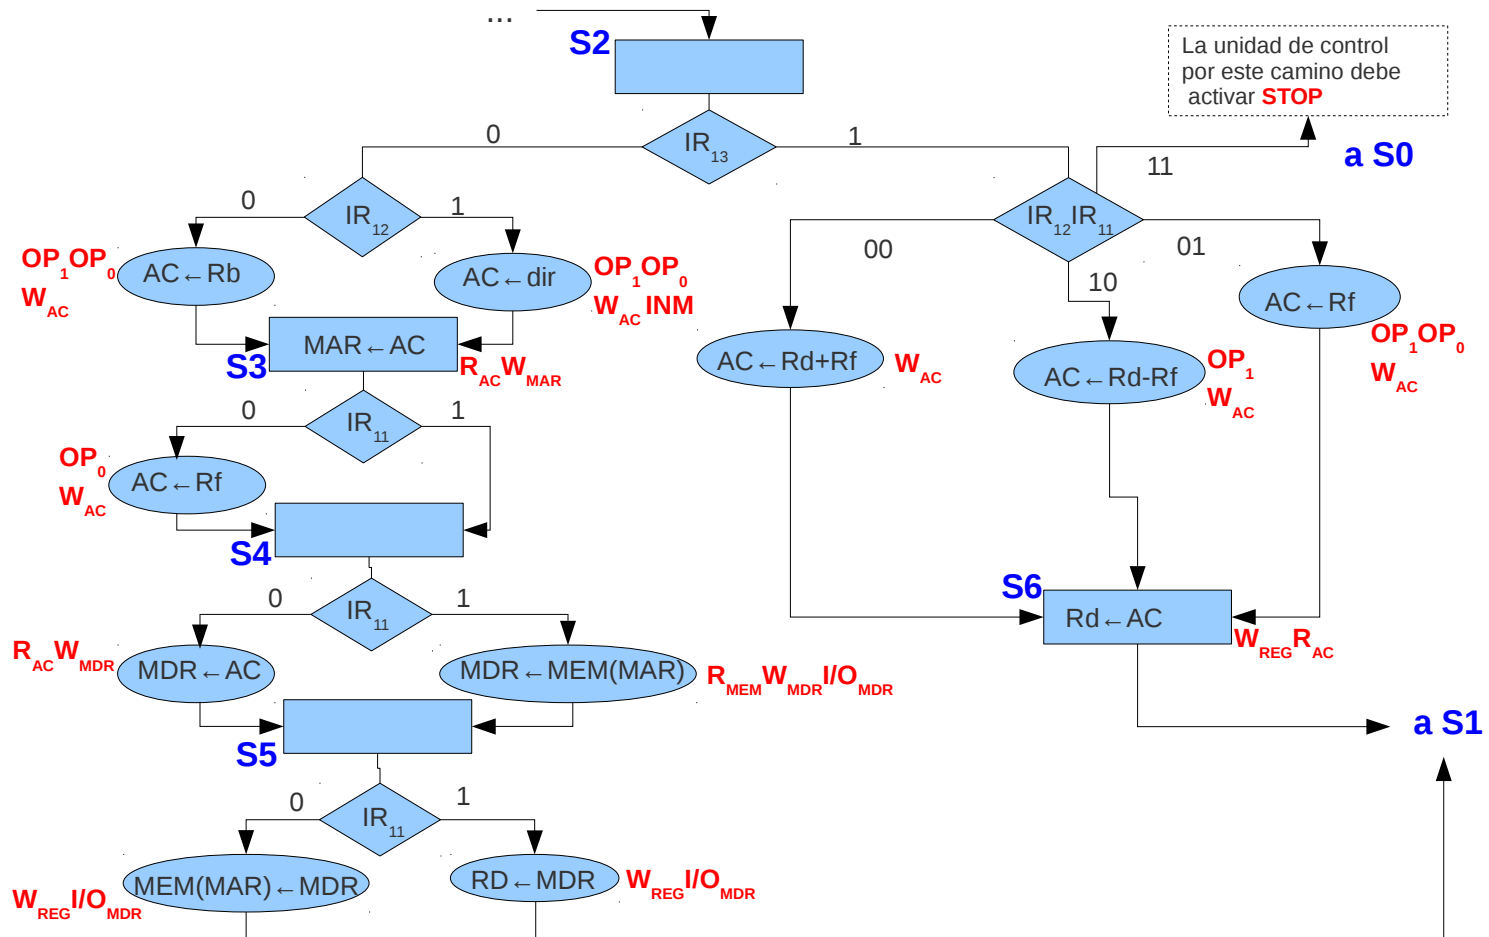 ...
S2
La unidad de control
por este camino debe
activar STOP
0
IR13
1
a S0
11
0
IR12
1
IR12IR11
00
01
10
OP1OP0
WAC
AC←Rb
AC←dir
OP1OP0
WAC INM
AC←Rf
OP1OP0
WAC
S3
MAR←AC
RACWMAR
AC←Rd+Rf
WAC
AC←Rd-Rf
OP1
WAC
0
IR11
1
OP0
WAC
AC←Rf
S4
0
IR11
1
S6
Rd←AC
WREGRAC
RACWMDR
MDR←AC
MDR←MEM(MAR)
RMEMWMDRI/OMDR
S5
a S1
0
IR11
1
WREGI/OMDR
MEM(MAR)←MDR
RD←MDR
WREGI/OMDR